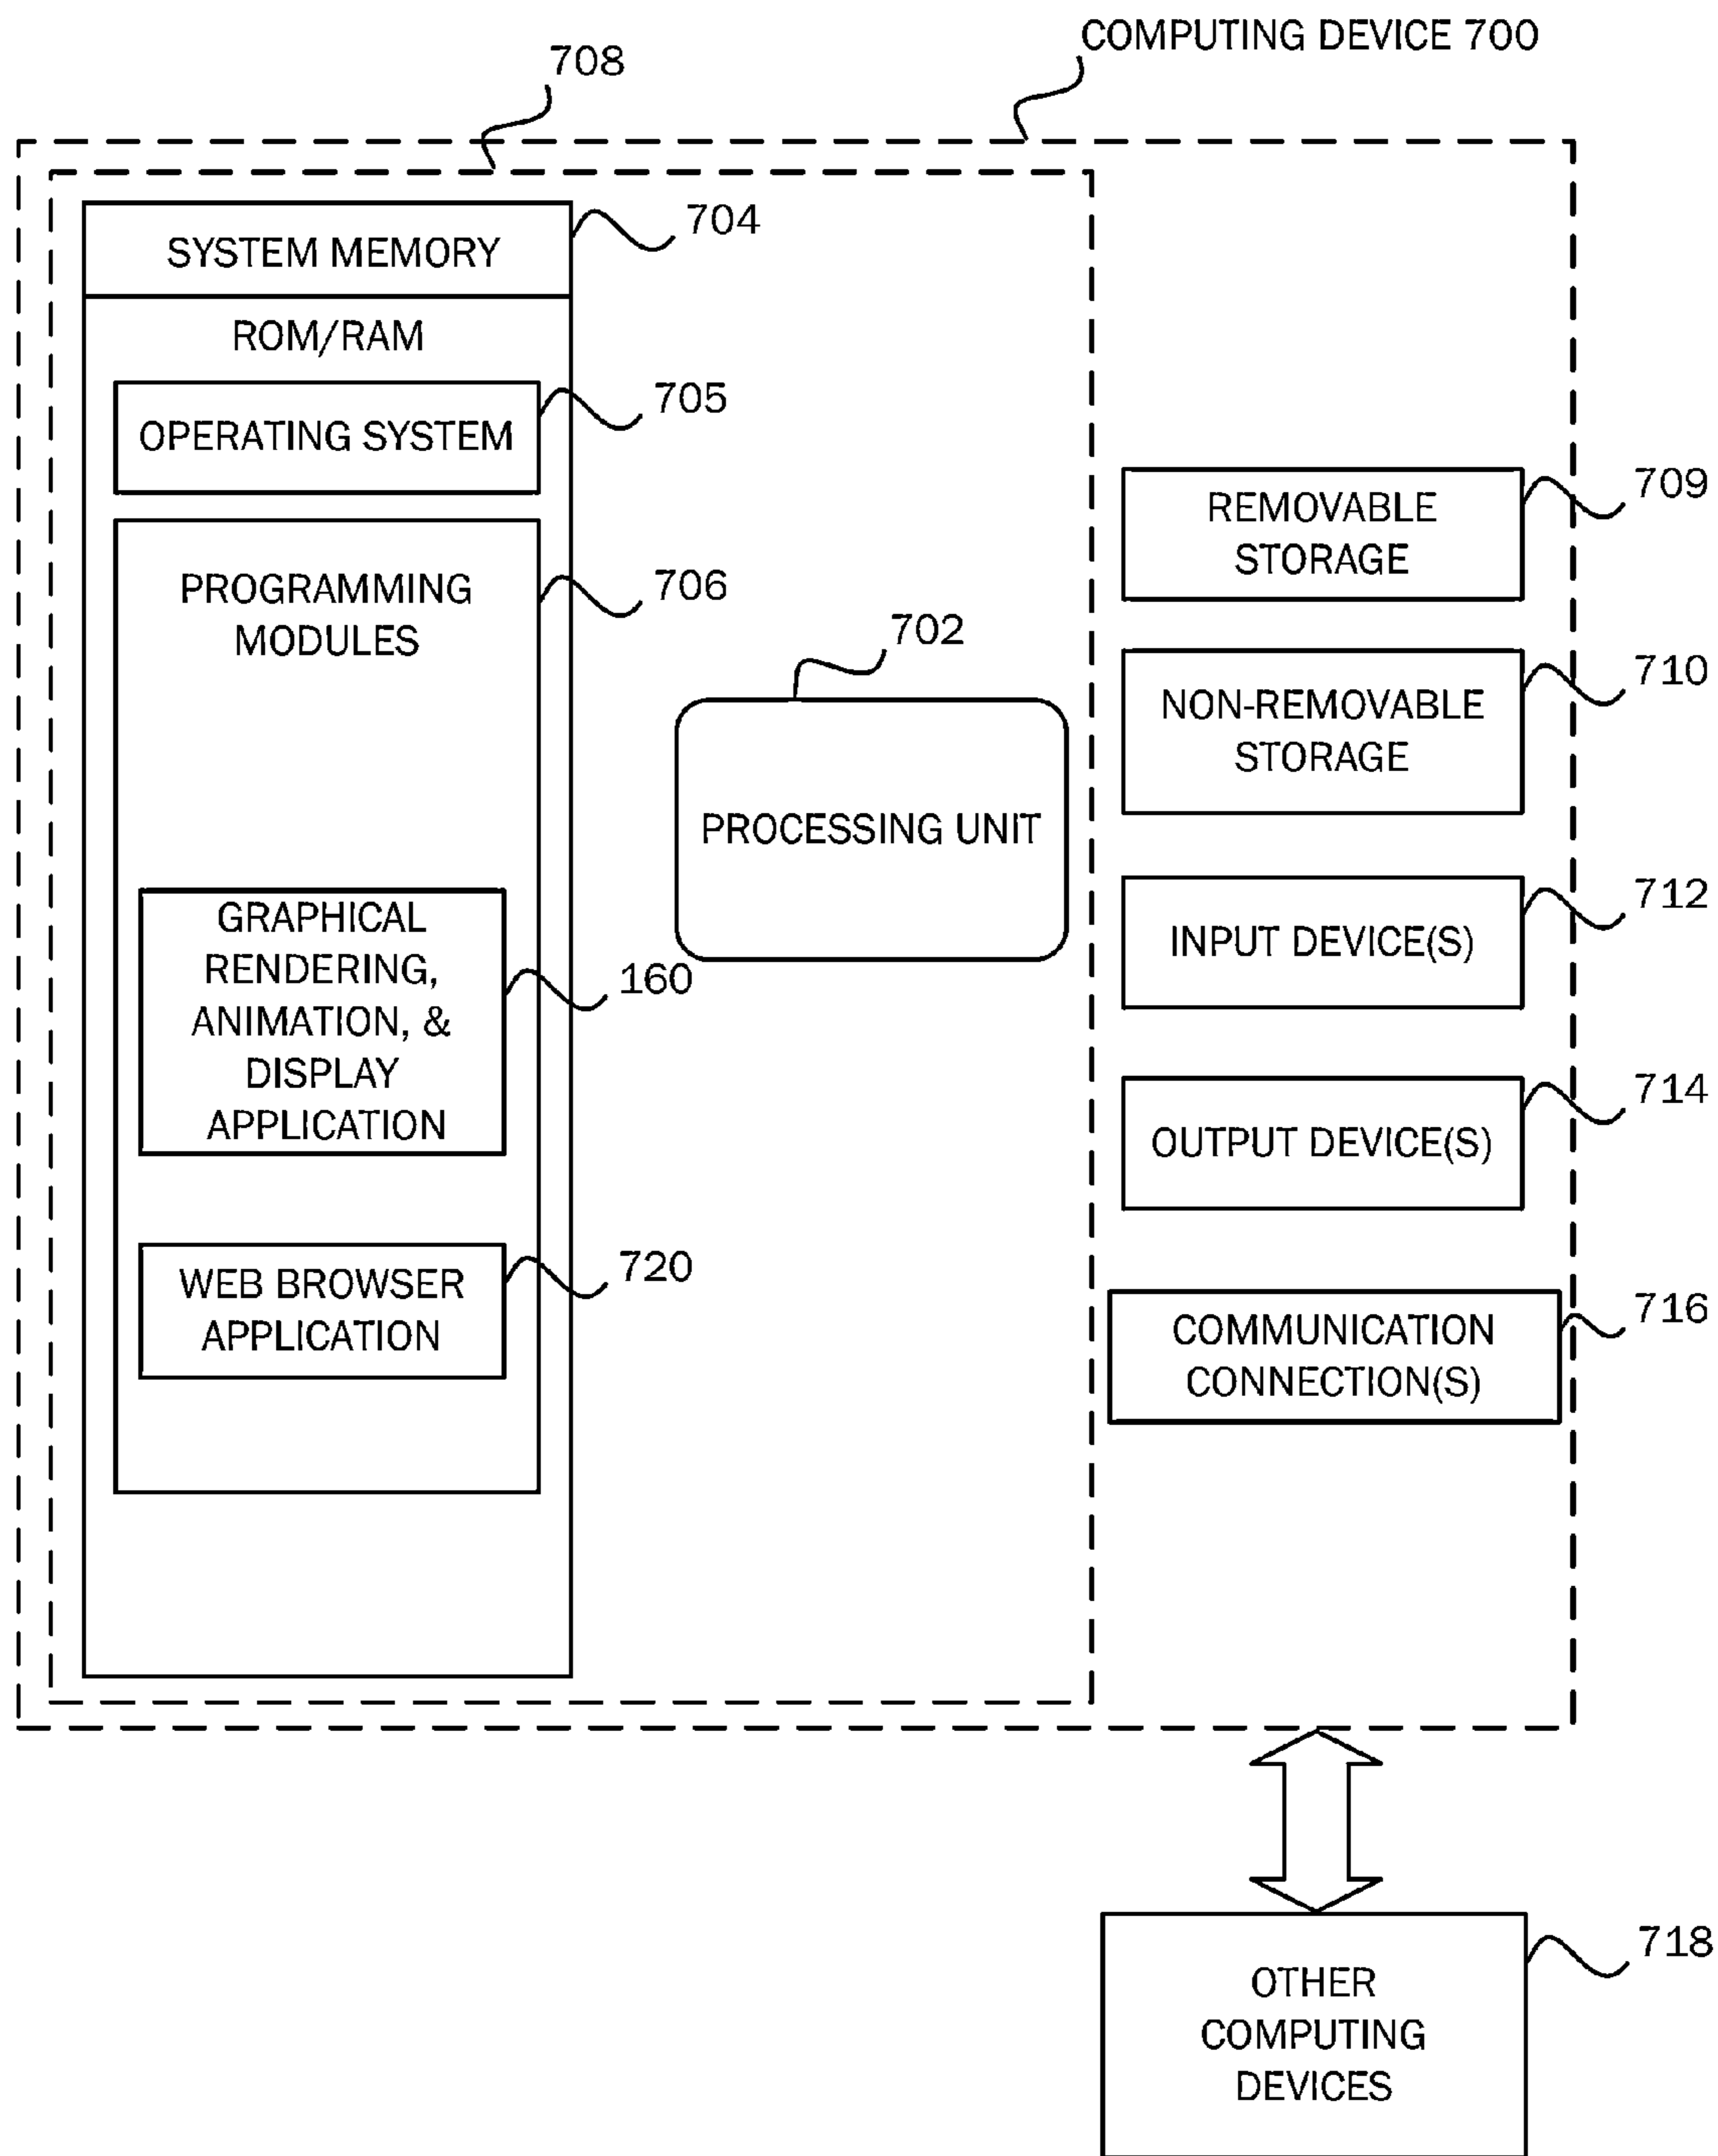 COMPUTING DEVICE 700
708
SYSTEM MEMORY
704
ROM/RAM
OPERATING SYSTEM
705
PROGRAMMING
MODULES
706
GRAPHICAL
RENDERING,
ANIMATION, &
DISPLAY
APPLICATION
160
WEB BROWSER
APPLICATION
720
702
PROCESSING UNIT
REMOVABLE
STORAGE
709
NON-REMOVABLE
STORAGE
710
INPUT DEVICE(S)
712
OUTPUT DEVICE(S)
714
COMMUNICATION
CONNECTION(S)
716
OTHER
COMPUTING
DEVICES
718